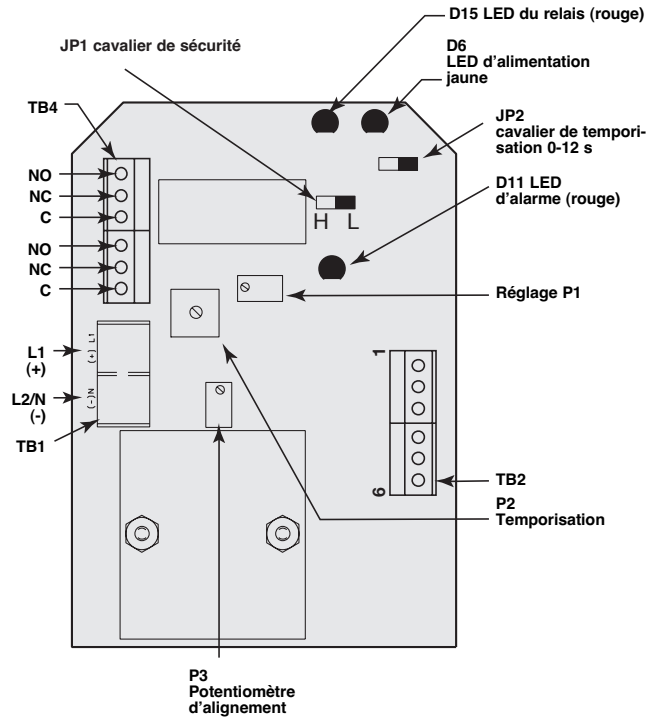 D15 LED du relais (rouge)
JP1 cavalier de sécurité
D6
LED d'alimentation
jaune
TB4
JP2
cavalier de tempori-
sation 0-12 s
NO
NC
C
D11 LED
d'alarme (rouge)
H L
NO
NC
C
Réglage P1
L1
(+)
(+) L1
1
L2/N
(-)
(-)N
TB1
6
TB2
P2
Temporisation
P3
Potentiomètre
d'alignement